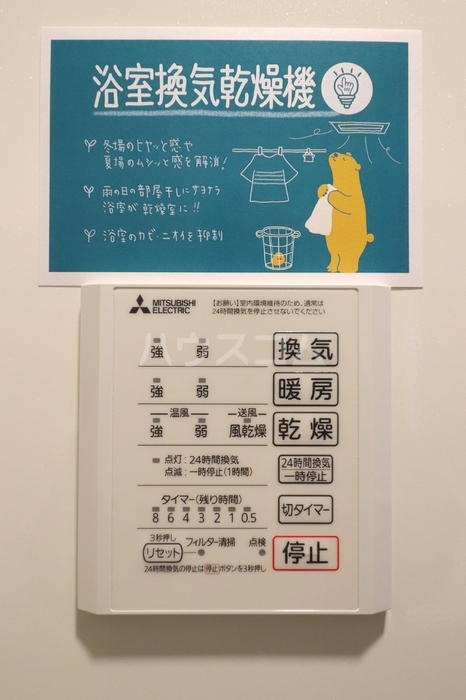 浴室換気乾燥機
冬場のヒヤッと感や
夏場のムシッと感を解消!
雨の日の部屋干しにサヨナラ
浴室が乾燥室に!!
浴室のカビ・ニオイを抑制
MITSUBISHI
ELECTRIC
【お願い】室内環境維持のため、通常は
24時間換気を停止させないでください
強 弱 換気
ハウスコム
強 弱 暖房
温風 送風
強 弱 風乾燥 乾燥
点灯:24時間換気
点滅:一時停止(1時間)
24時間換気
一時停止
タイマー(残り時間)
8 6 4 3 2 1 0.5
切タイマー
3秒押し
リセット フィルター清掃 点検
停止
24時間換気の停止は停止ボタンを3秒押し